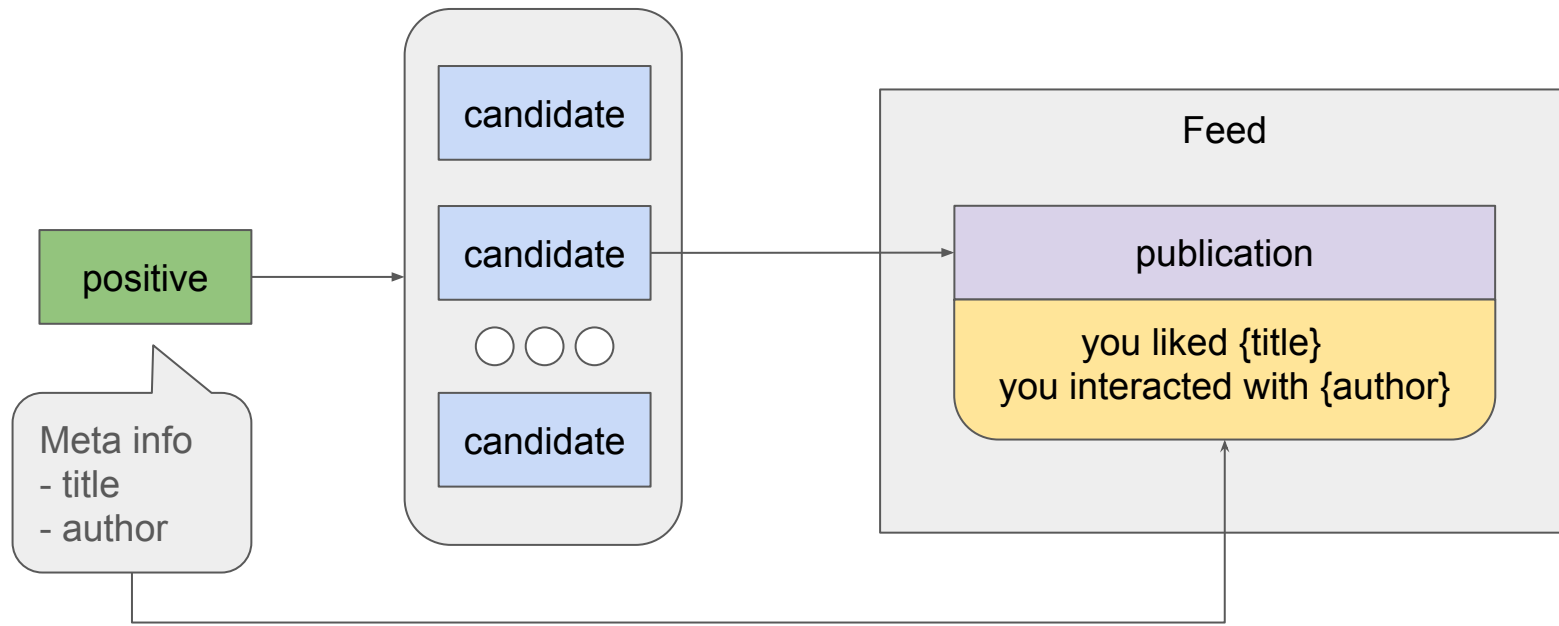 positive
Meta info
- title
- author
candidate
candidate
candidate
Feed
publication
you liked {title}
you interacted with {author}